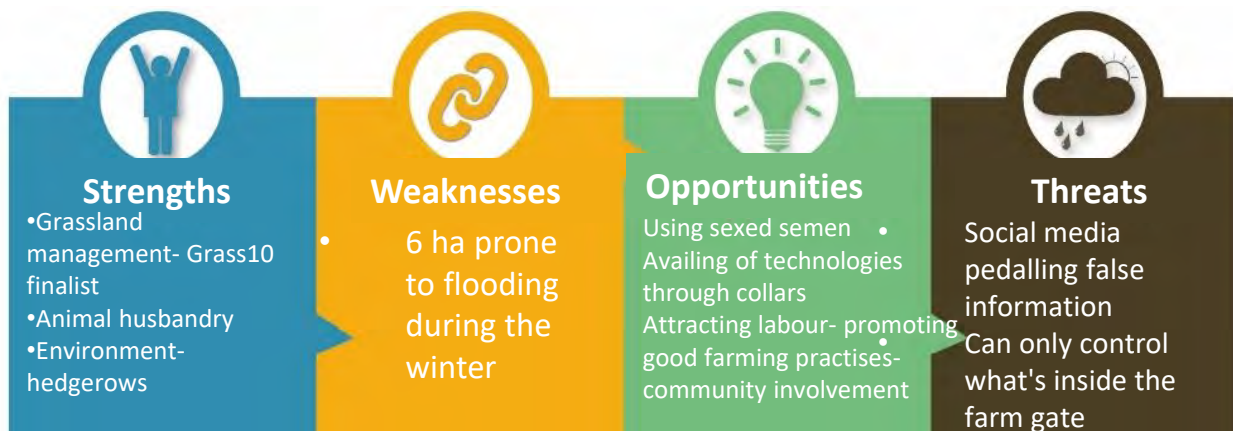 Strengths
•Grassland
management- Grass10
finalist
•Animal husbandry
•Environment-
hedgerows
Weaknesses
• 6 ha prone
to flooding
during the
winter
Opportunities
Using sexed semen
Availing of technologies
through collars
Attracting labour- promoting
good farming practises-
community involvement
Threats
• Social media
pedalling false
information
• Can only control
what's inside the
farm gate